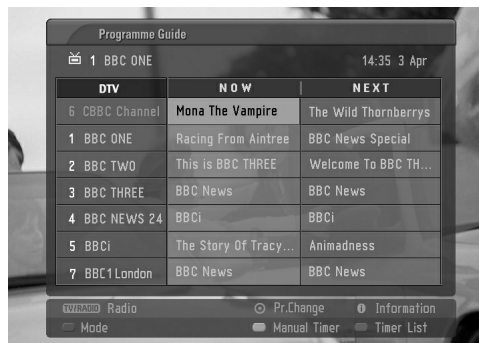 Programme Guide
1 BBC ONE 14:35 3 Apr
DTV NOW NEXT
6 CBBC Channel Mona The Vampire The Wild Thornberrys
1 BBC ONE Racing From Aintree BBC News Special
2 BBC TWO This is BBC THREE Welcome To BBC TH...
3 BBC THREE BBC News BBC News
4 BBC NEWS 24 BBCi BBCi
5 BBCi The Story Of Tracy... Animadness
7 BBC1 London BBC News BBC News
TV/RADIO Radio Pr.Change i Information
Mode Manual Timer Timer List